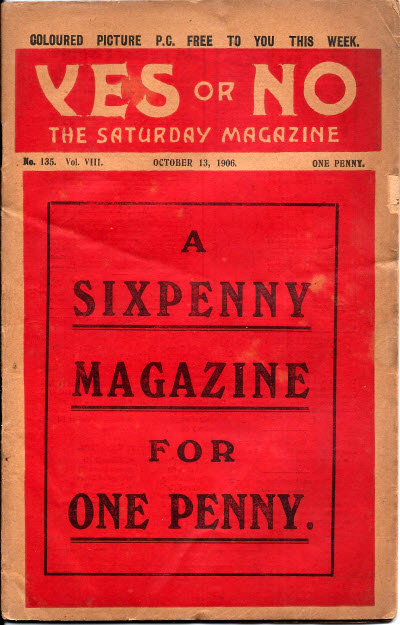 COLOURED PICTURE P.C. FREE TO YOU THIS WEEK.
YES OR NO
THE SATURDAY MAGAZINE
No. 135. Vol. VIII. OCTOBER 13, 1906. ONE PENNY.
A
SIXPENNY
MAGAZINE
FOR
ONE PENNY.